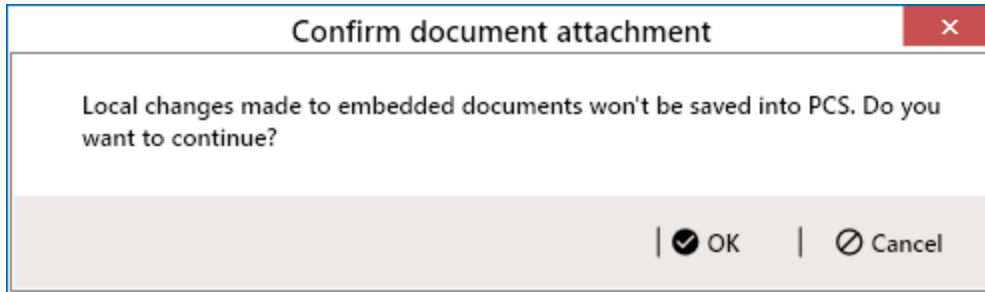 Confirm document attachment
Local changes made to embedded documents won't be saved into PCS. Do you
want to continue?
OK
Cancel